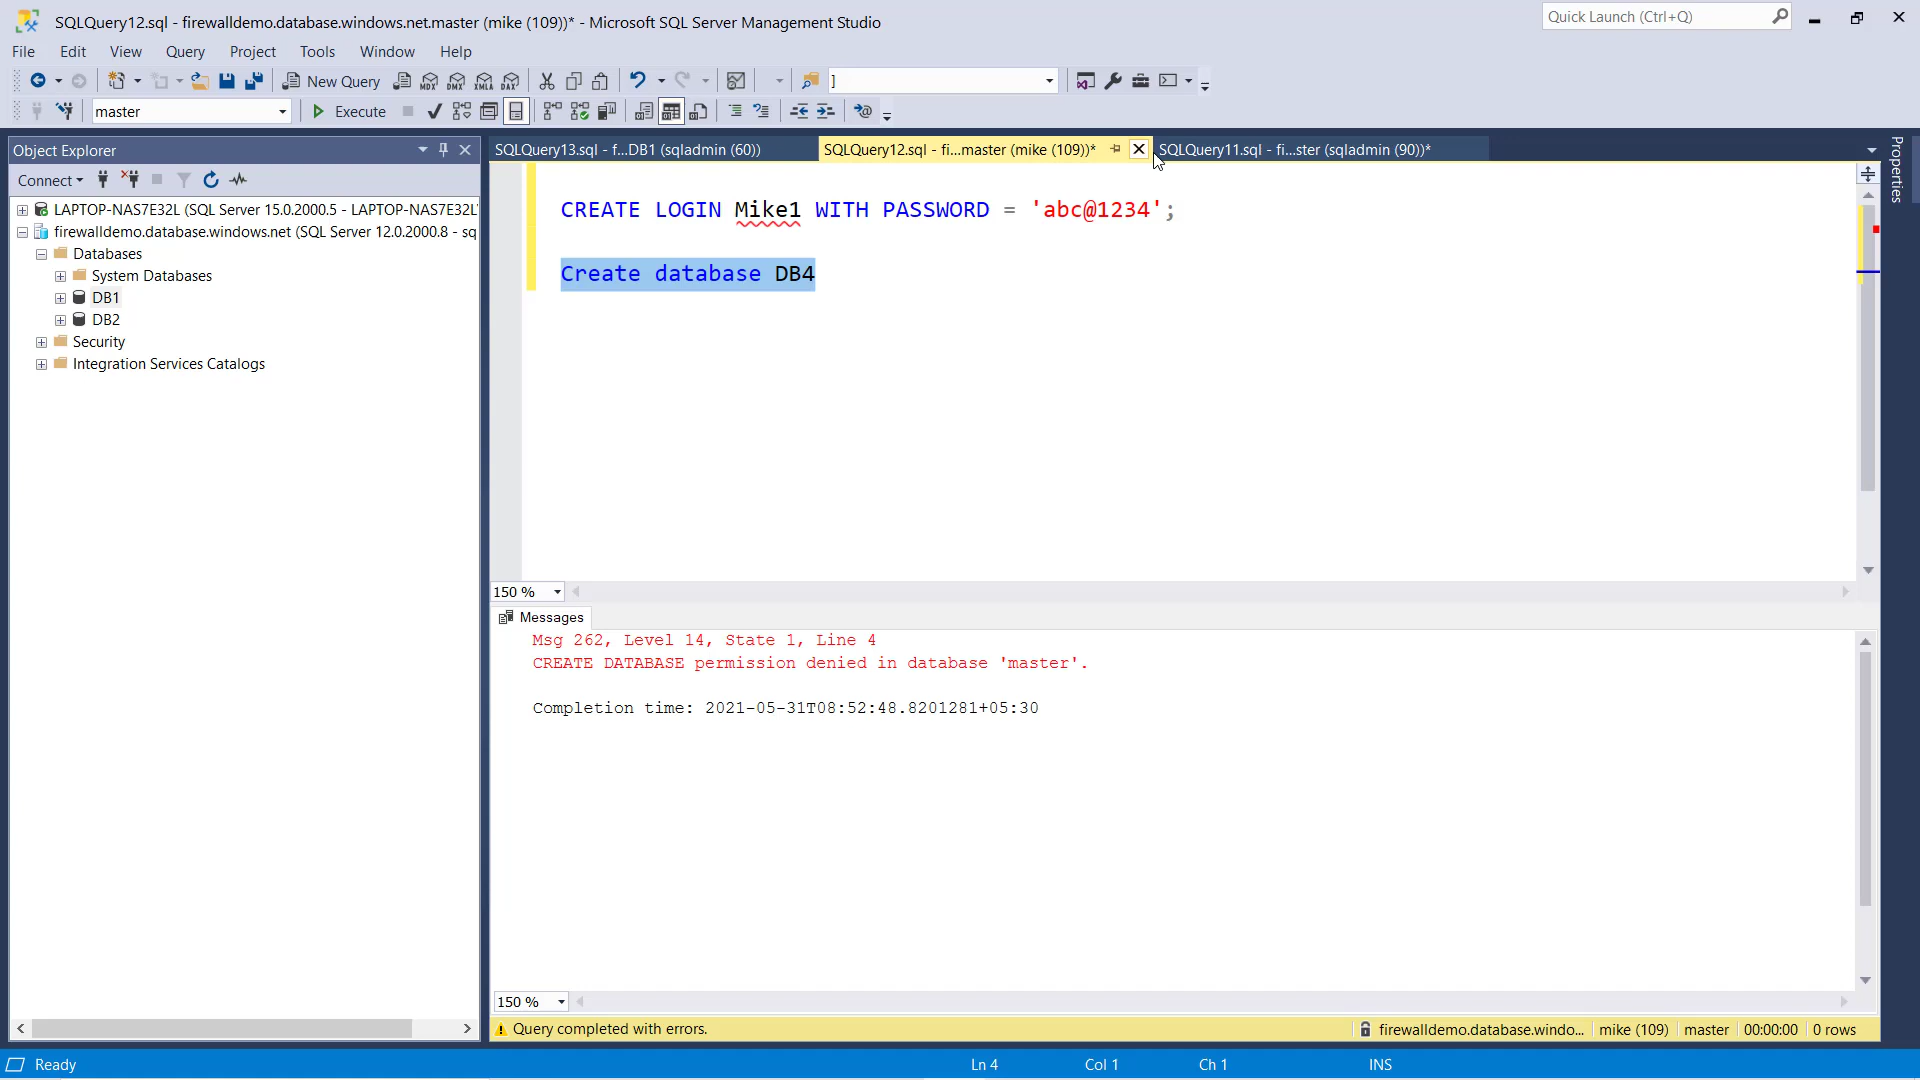 SQLQuery12.sql - firewalldemo.database.windows.net.master (mike (109))* - Microsoft SQL Server Management Studio
Quick Launch (Ctrl+Q)
File Edit View Query Project Tools Window Help
New Query
MDX DMX XMLA DAX
]
master
Execute
Object Explorer
SQLQuery13.sql - f...DB1 (sqladmin (60))
SQLQuery12.sql - fi...master (mike (109))*
SQLQuery11.sql - fi...ster (sqladmin (90))*
Properties
Connect
LAPTOP-NAS7E32L (SQL Server 15.0.2000.5 - LAPTOP-NAS7E32L
firewalldemo.database.windows.net (SQL Server 12.0.2000.8 - sq
Databases
System Databases
DB1
DB2
Security
Integration Services Catalogs
CREATE LOGIN Mike1 WITH PASSWORD = 'abc@1234';
Create database DB4
150 %
Messages
Msg 262, Level 14, State 1, Line 4
CREATE DATABASE permission denied in database 'master'.
Completion time: 2021-05-31T08:52:48.8201281+05:30
150 %
Query completed with errors.
firewalldemo.database.windo... mike (109) master 00:00:00 0 rows
Ready
Ln 4 Col 1 Ch 1 INS